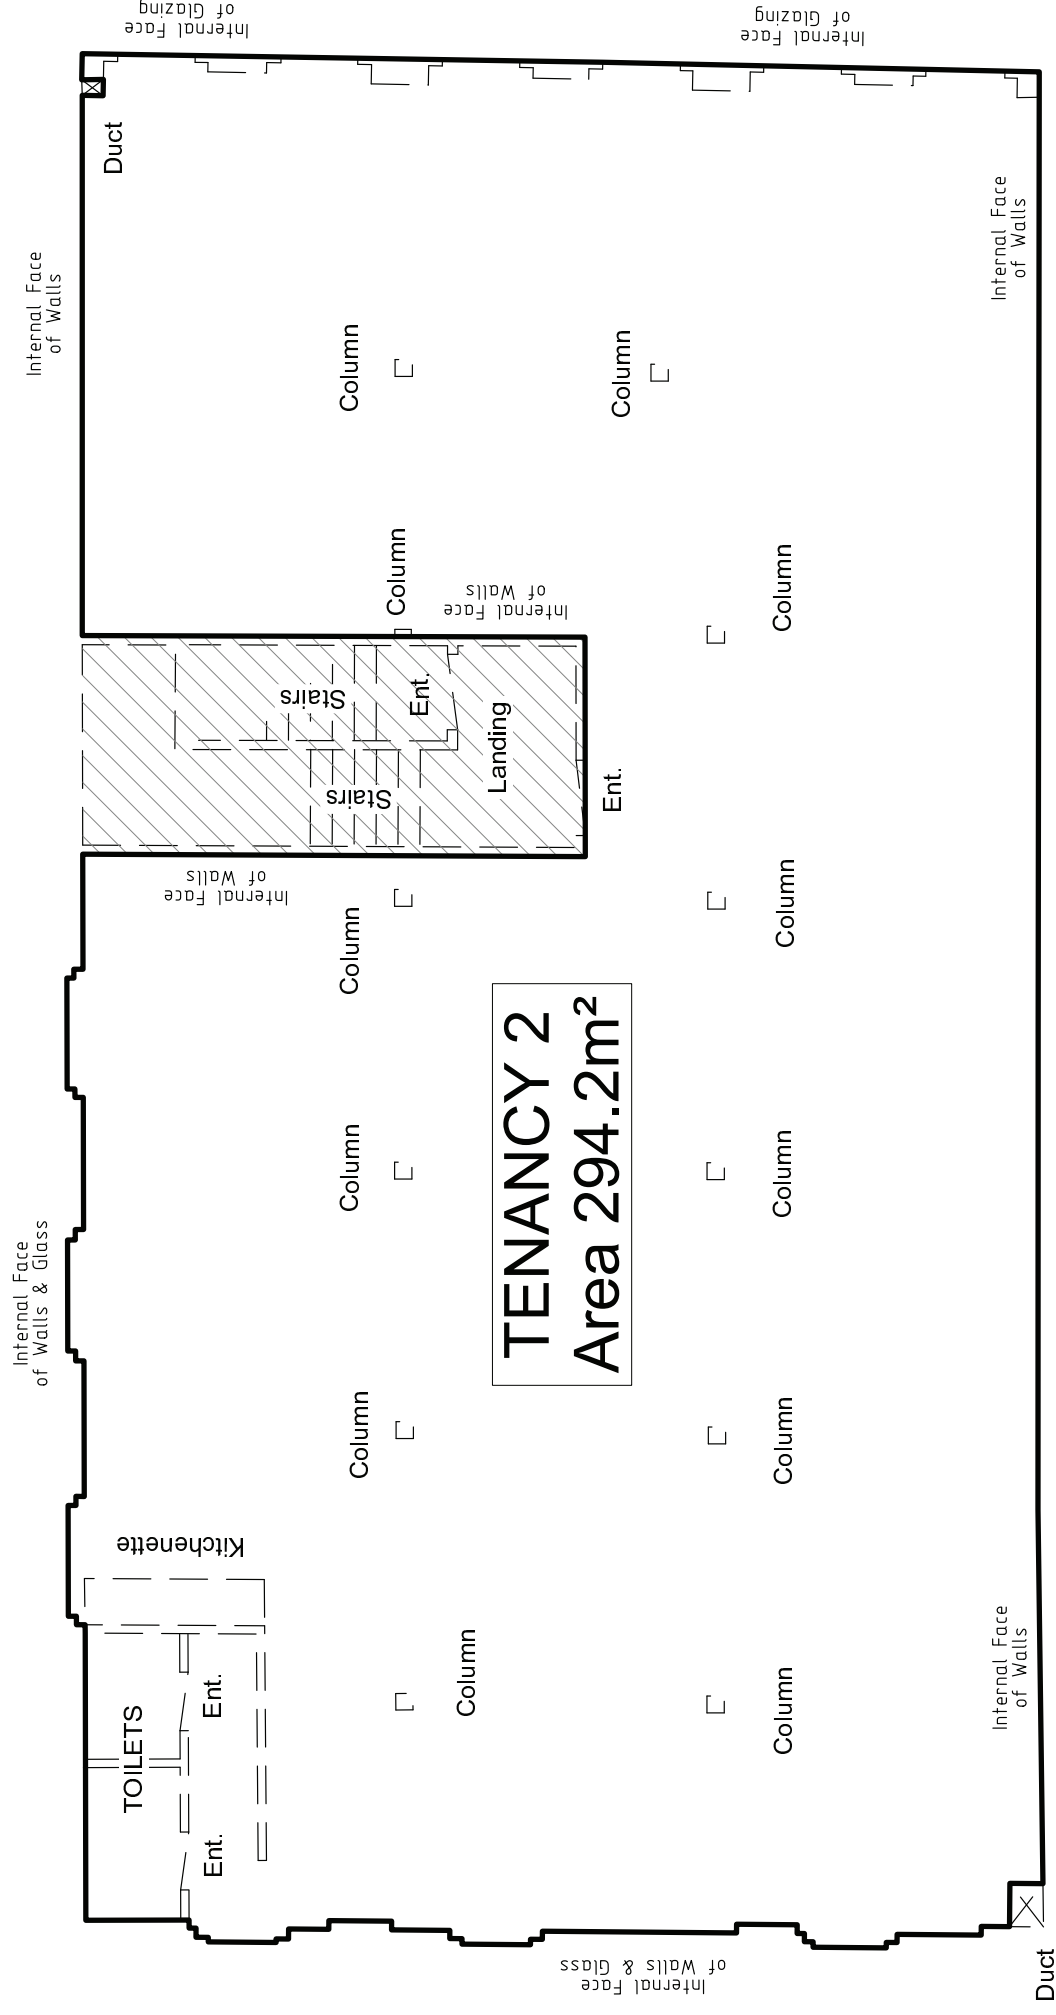 Internal Face
of Glazing
Internal Face
of Glazing
Duct
Internal Face
of Walls
Internal Face
of Walls
Column
Column
Column
Internal Face
of Walls
Column
Stairs
Ent.
Landing
Stairs
Ent.
Internal Face
of Walls
Column
Column
TENANCY 2
Area 294.2m²
Column
Column
Internal Face
of Walls & Glass
Column
Column
Kitchenette
TOILETS
Ent.
Ent.
Column
Column
Internal Face
of Walls
Internal Face
of Walls & Glass
Duct